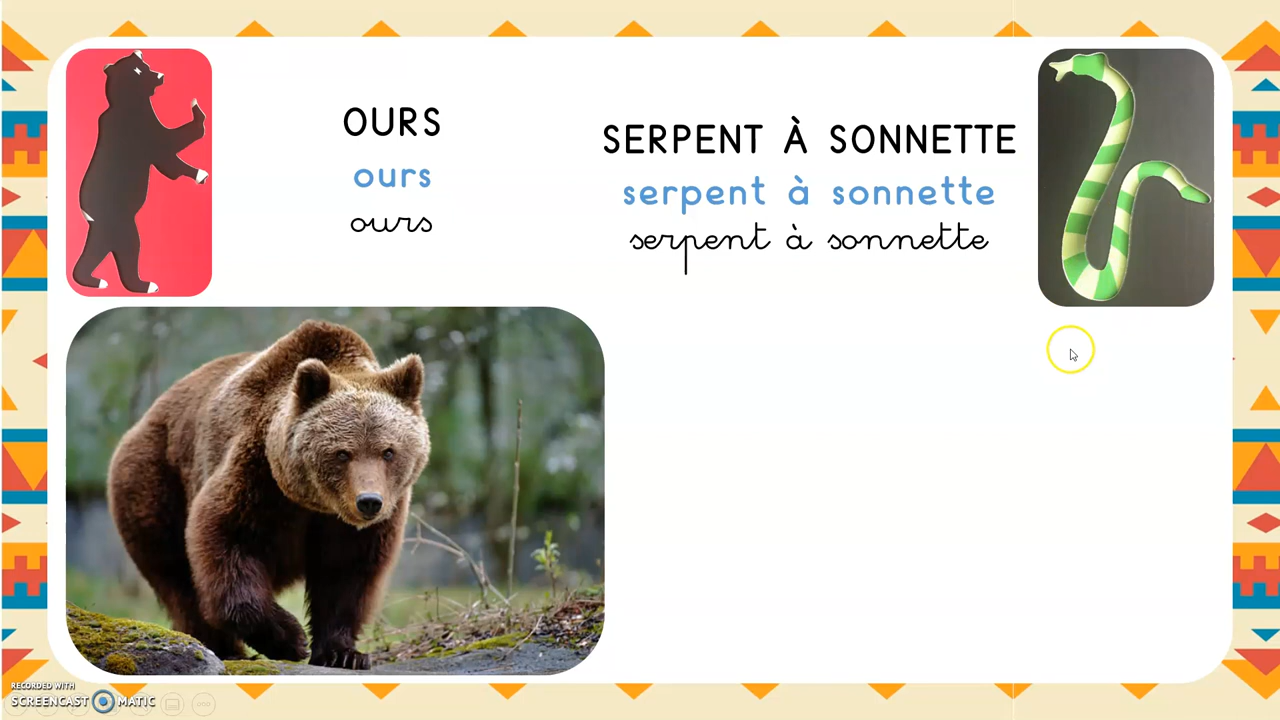 OURS
ours
ours
SERPENT À SONNETTE
serpent à sonnette
serpent à sonnette
RECORDED WITH
SCREENCAST MATIC